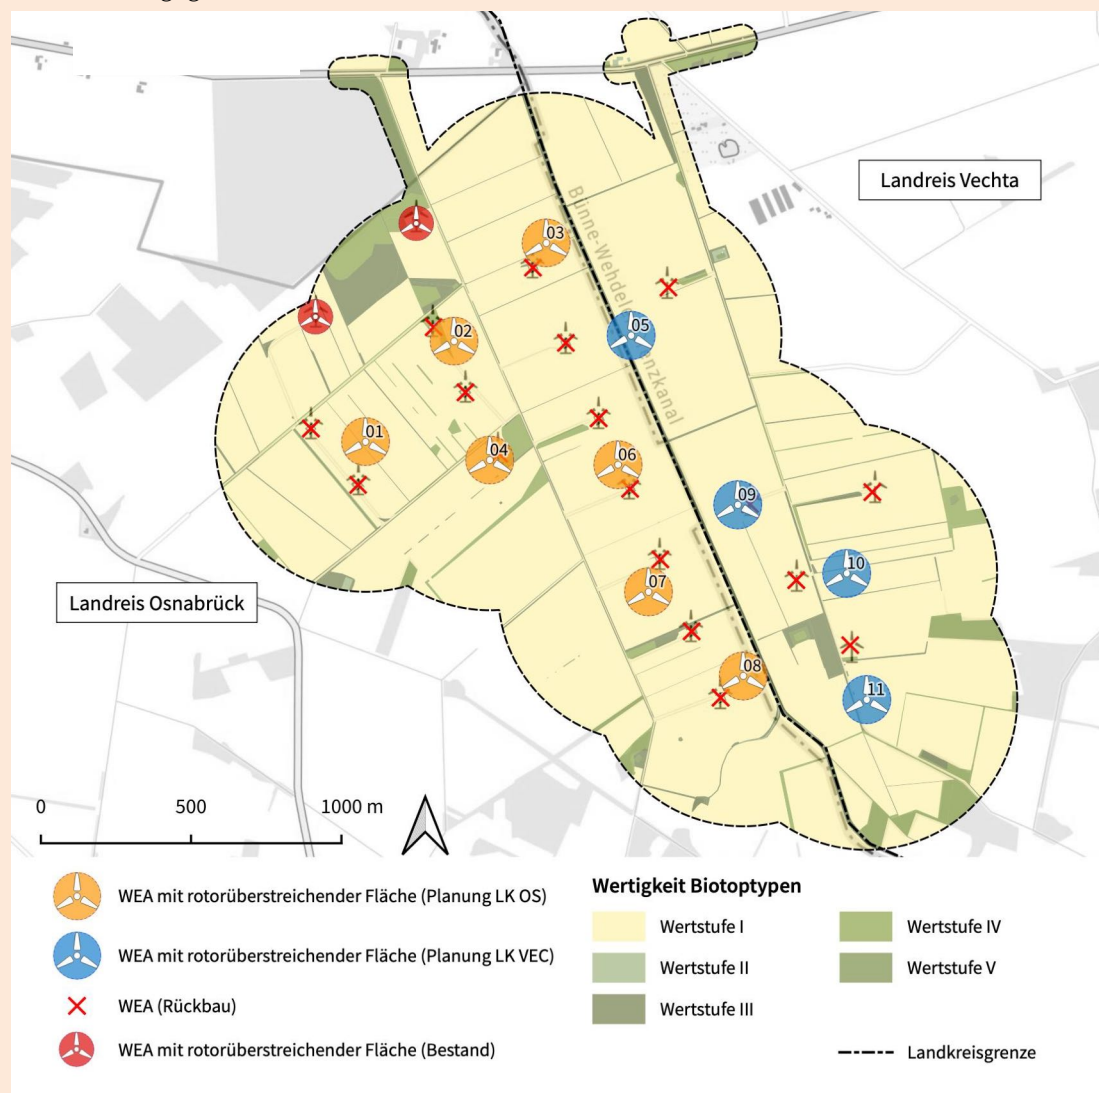 Landreis Vechta
Bünne-Wehdel
nzkanal
03
05
02
01
04
06
09
10
07
08
11
Landreis Osnabrück
0 500 1000 m
WEA mit rotorüberstreichender Fläche (Planung LK OS)
WEA mit rotorüberstreichender Fläche (Planung LK VEC)
WEA (Rückbau)
WEA mit rotorüberstreichender Fläche (Bestand)
Wertigkeit Biotoptypen
Wertstufe I
Wertstufe II
Wertstufe III
Wertstufe IV
Wertstufe V
Landkreisgrenze